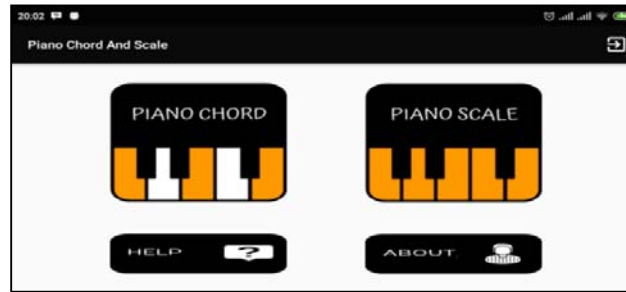 20:02
Piano Chord And Scale
PIANO CHORD
PIANO SCALE
HELP
?
ABOUT